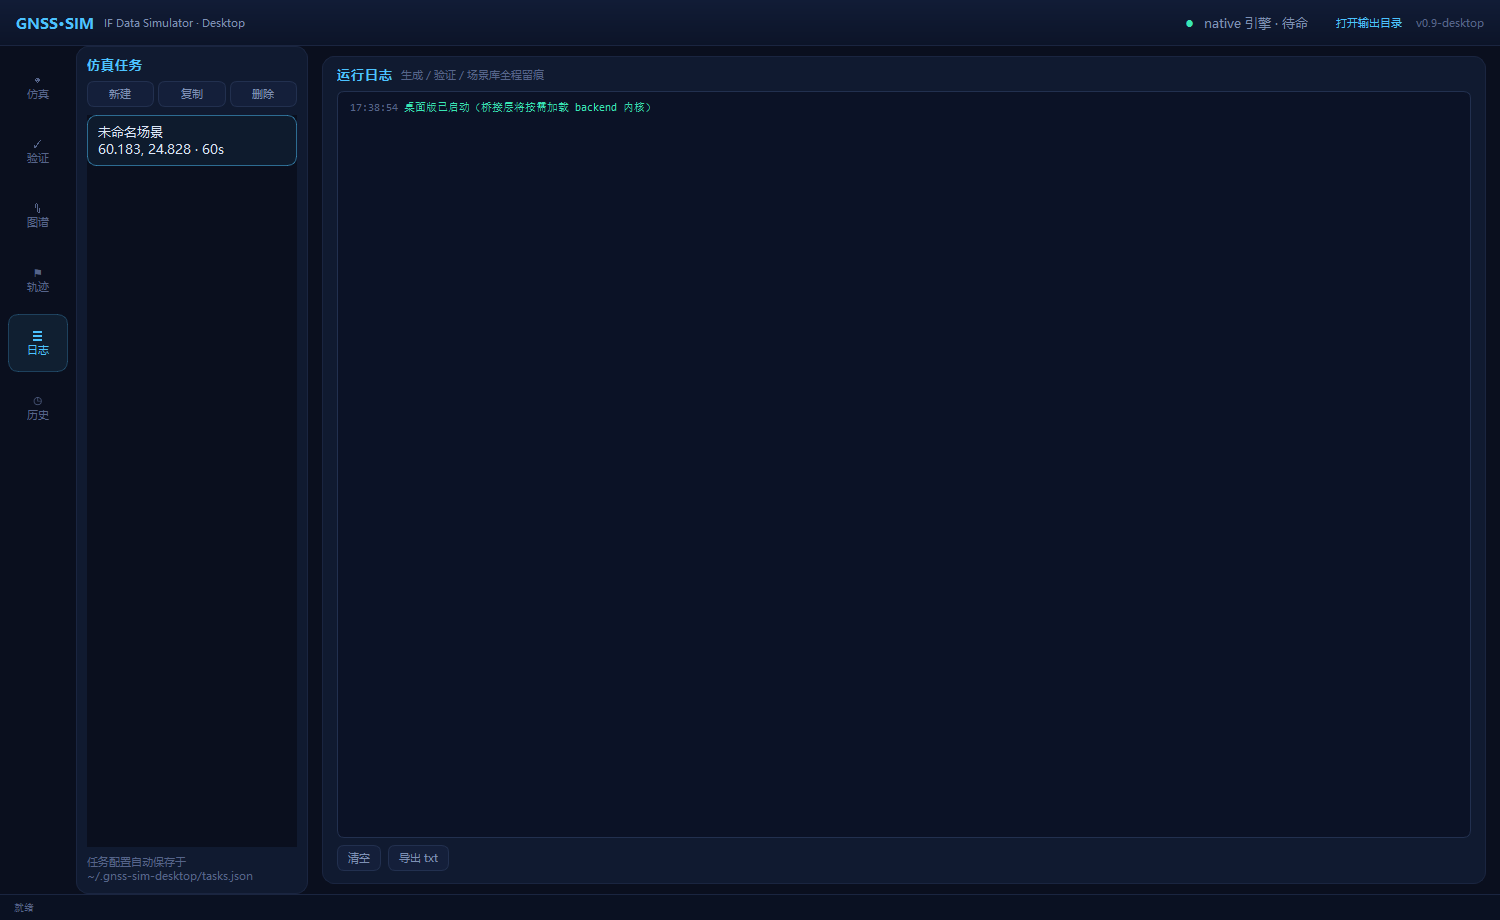 GNSS•SIM IF Data Simulator · Desktop
native 引擎 · 待命 打开输出目录 v0.9-desktop
仿真
验证
图谱
轨迹
日志
历史
仿真任务
新建 复制 删除
未命名场景
60.183, 24.828 · 60s
任务配置自动保存于
~/.gnss-sim-desktop/tasks.json
运行日志 生成 / 验证 / 场景库全程留痕
17:38:54 桌面版已启动（桥接层将按需加载 backend 内核）
清空 导出 txt
就绪